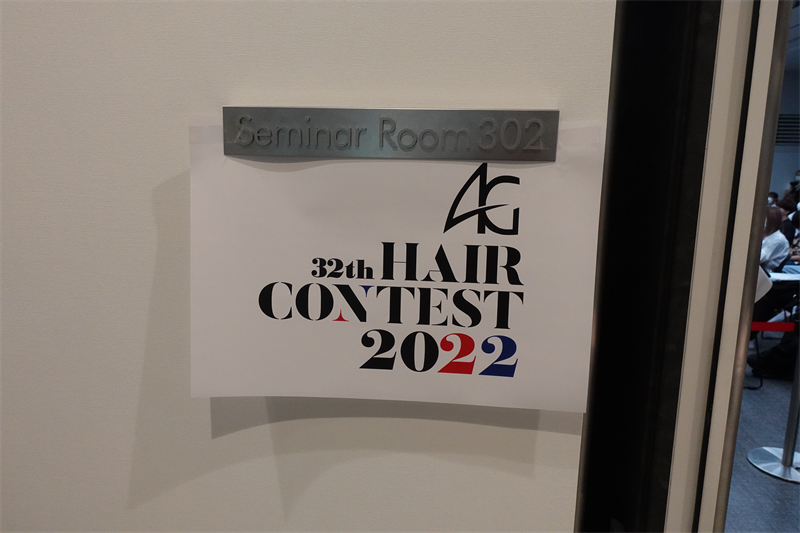 Seminar Room 302
AG
32th HAIR
CONTEST
2022